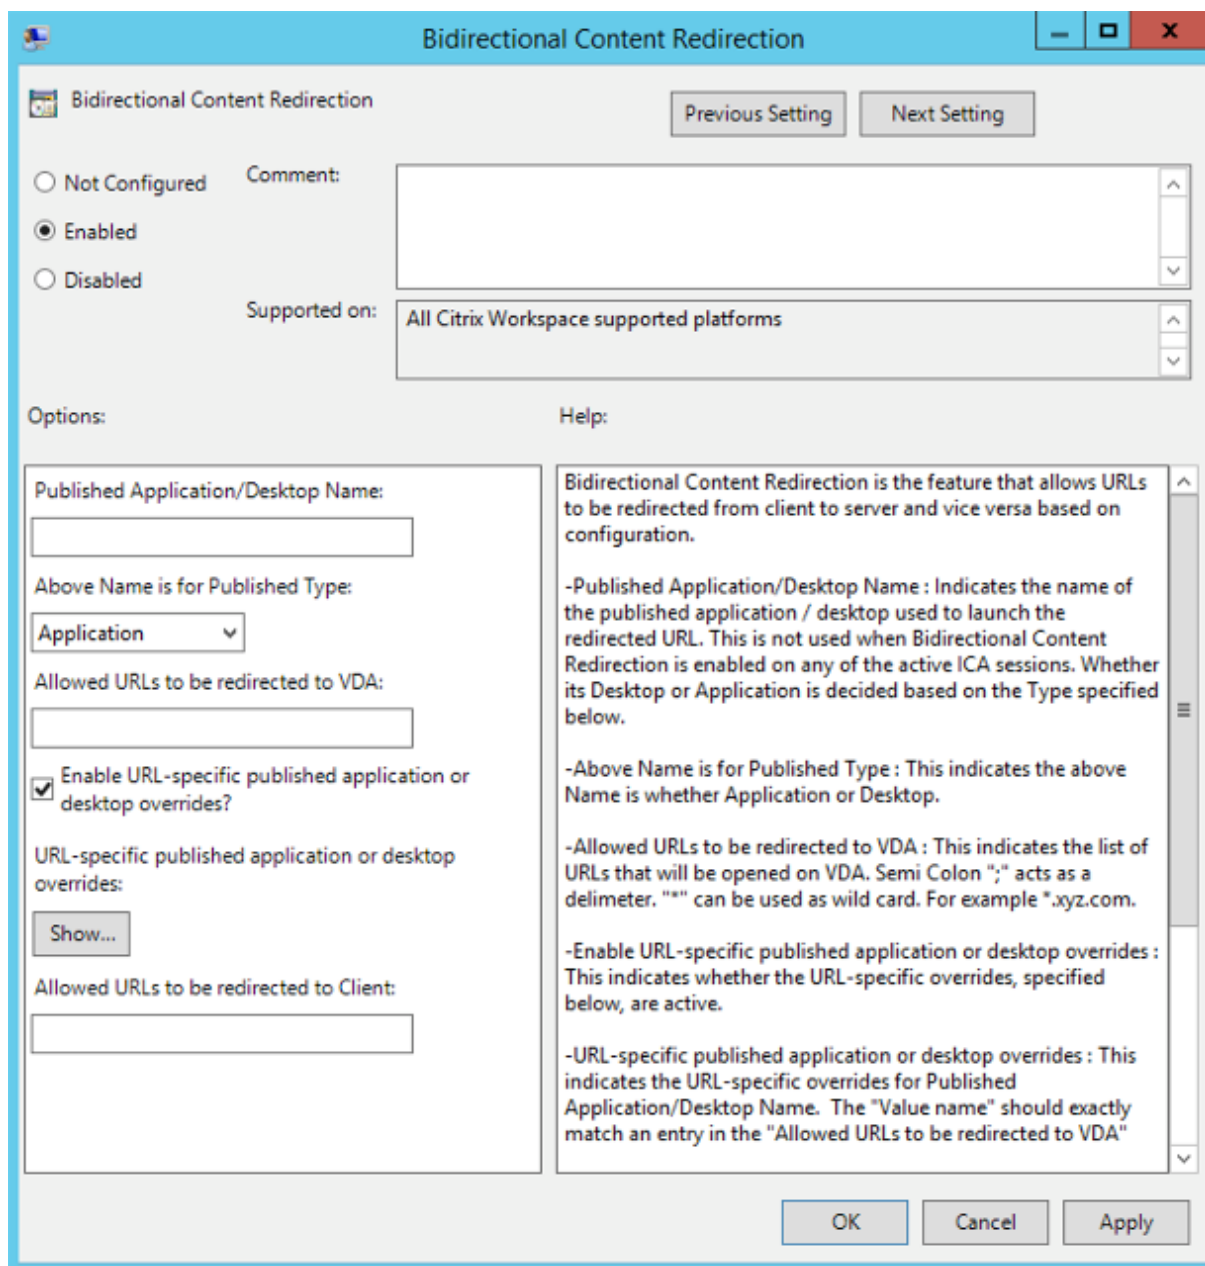 Bidirectional Content Redirection
Bidirectional Content Redirection
Previous Setting
Next Setting
Not Configured
Comment:
Enabled
Disabled
Supported on:
All Citrix Workspace supported platforms
Options:
Help:
Published Application/Desktop Name:
Above Name is for Published Type:
Application
Allowed URLs to be redirected to VDA:
Enable URL-specific published application or
desktop overrides?
URL-specific published application or desktop
overrides:
Show...
Allowed URLs to be redirected to Client:
Bidirectional Content Redirection is the feature that allows URLs
to be redirected from client to server and vice versa based on
configuration.
-Published Application/Desktop Name : Indicates the name of
the published application / desktop used to launch the
redirected URL. This is not used when Bidirectional Content
Redirection is enabled on any of the active ICA sessions. Whether
its Desktop or Application is decided based on the Type specified
below.
-Above Name is for Published Type : This indicates the above
Name is whether Application or Desktop.
-Allowed URLs to be redirected to VDA : This indicates the list of
URLs that will be opened on VDA. Semi Colon ";" acts as a
delimeter. "*" can be used as wild card. For example *.xyz.com.
-Enable URL-specific published application or desktop overrides :
This indicates whether the URL-specific overrides, specified
below, are active.
-URL-specific published application or desktop overrides : This
indicates the URL-specific overrides for Published
Application/Desktop Name.  The "Value name" should exactly
match an entry in the "Allowed URLs to be redirected to VDA"
OK
Cancel
Apply